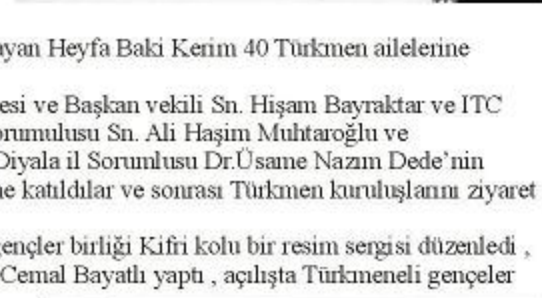 ayan Heyfa Baki Kerim 40 Türkmen ailelerine
esi ve Başkan vekili Sn. Hişam Bayraktar ve ITC
orumulusu Sn. Ali Haşim Muhtaroğlu ve
Diyala il Sorumlusu Dr.Üsame Nazım Dede'nin
ne katıldılar ve sonrası Türkmen kuruluşlarını ziyaret
ençler birliği Kifri kolu bir resim sergisi düzenledi ,
Cemal Bayatlı yaptı , açılışta Türkmeneli gençeler